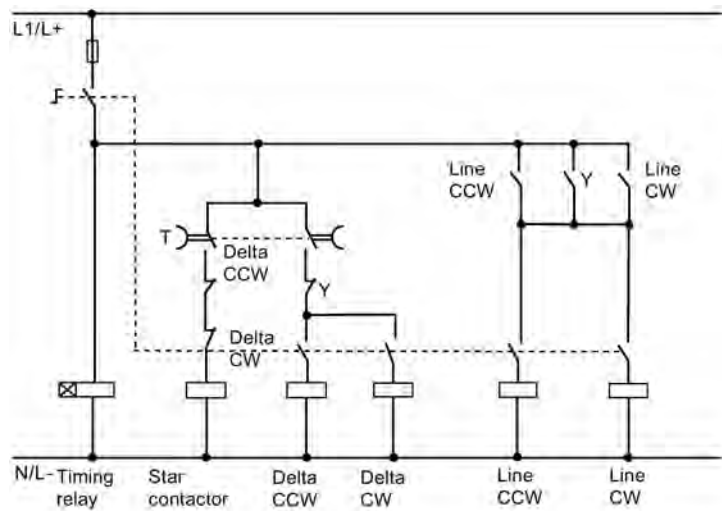 L1/L+
Line
CCW
Y
Line
CW
T
Delta
CCW
Y
Delta
CW
N/L-
Timing
relay
Star
contactor
Delta
CCW
Delta
CW
Line
CCW
Line
CW